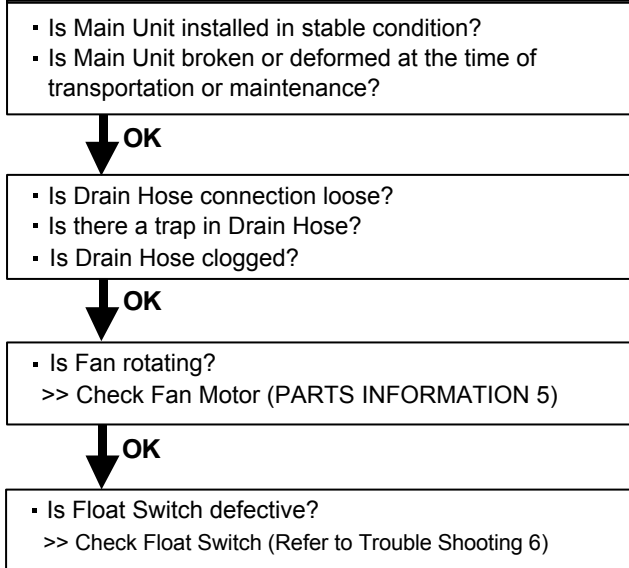 ▪ Is Main Unit installed in stable condition?
▪ Is Main Unit broken or deformed at the time of
transportation or maintenance?
OK
▪ Is Drain Hose connection loose?
▪ Is there a trap in Drain Hose?
▪ Is Drain Hose clogged?
OK
▪ Is Fan rotating?
>> Check Fan Motor (PARTS INFORMATION 5)
OK
▪ Is Float Switch defective?
>> Check Float Switch (Refer to Trouble Shooting 6)